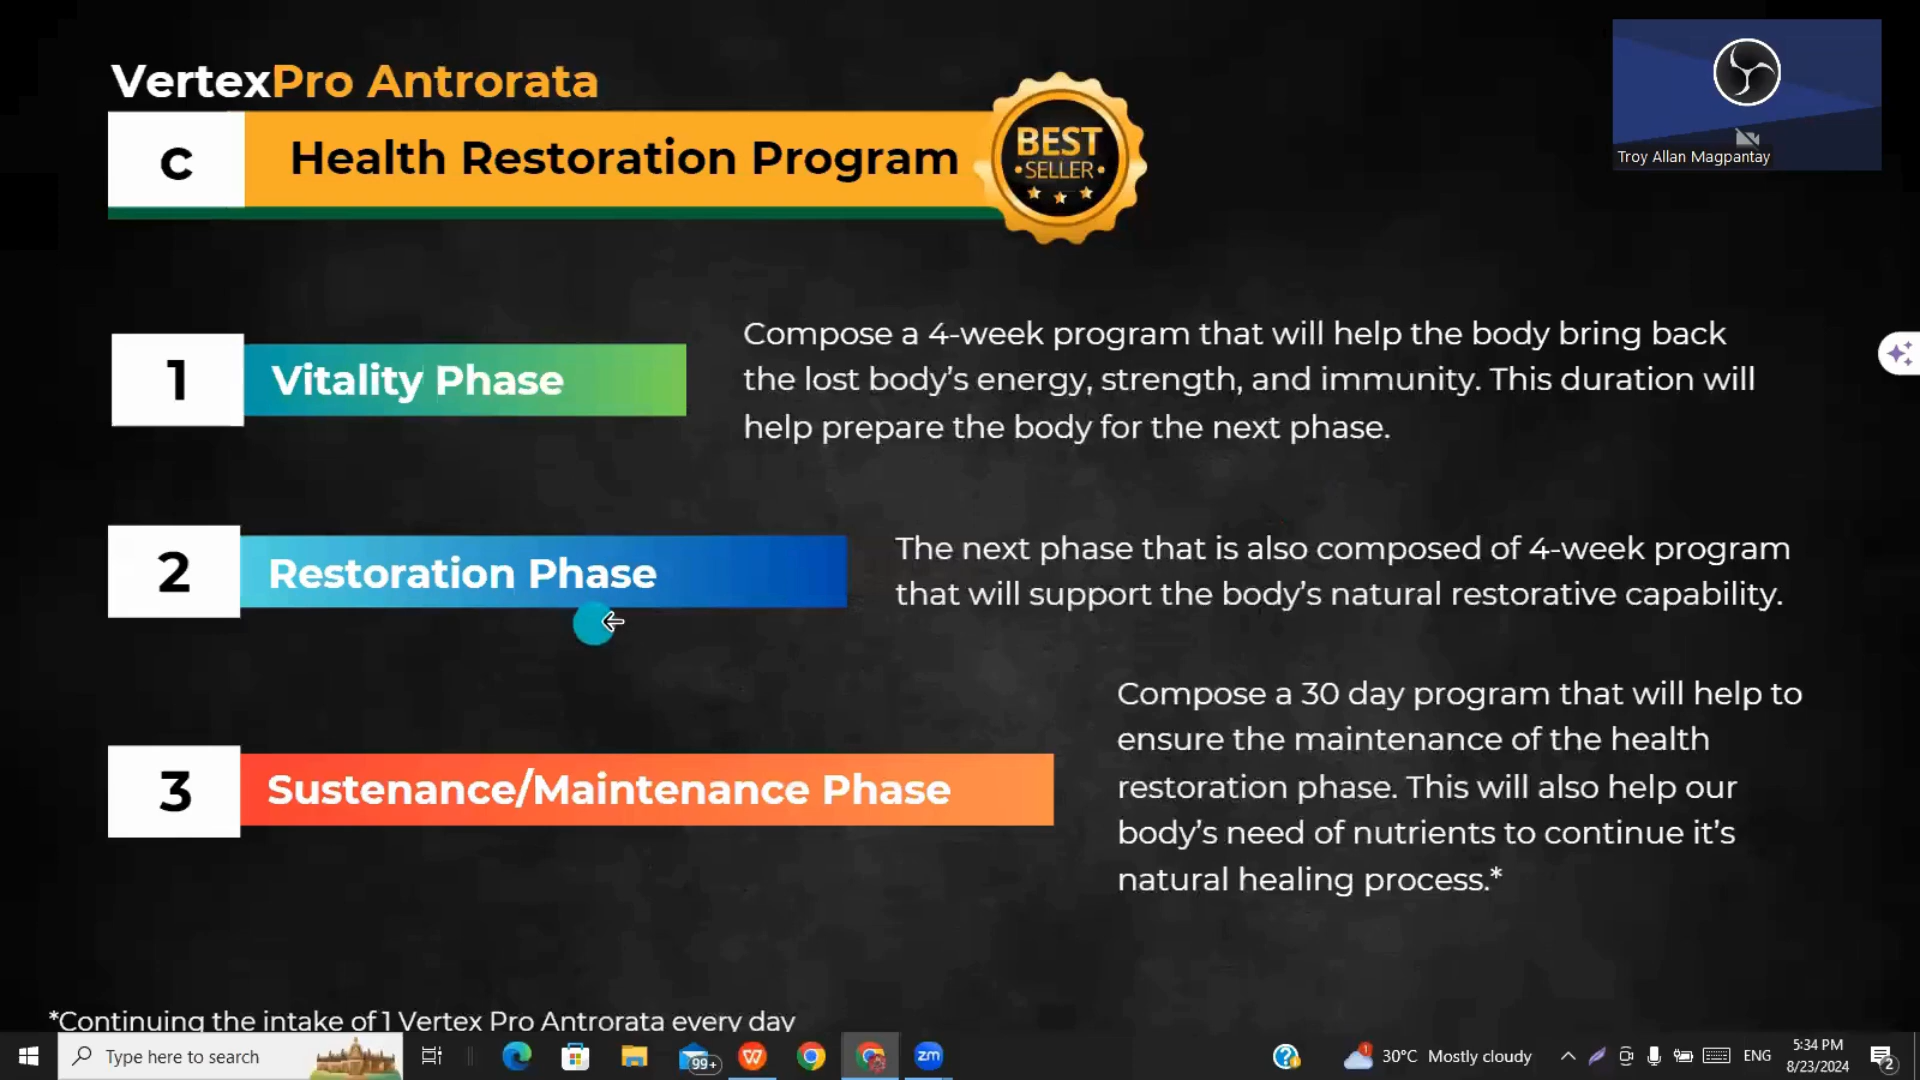 VertexPro Antrorata
C Health Restoration Program
BEST
•SELLER•
Troy Allan Magpantay
1 Vitality Phase
Compose a 4-week program that will help the body bring back
the lost body's energy, strength, and immunity. This duration will
help prepare the body for the next phase.
2 Restoration Phase
The next phase that is also composed of 4-week program
that will support the body's natural restorative capability.
3 Sustenance/Maintenance Phase
Compose a 30 day program that will help to
ensure the maintenance of the health
restoration phase. This will also help our
body's need of nutrients to continue it's
natural healing process.*
*Continuing the intake of 1 Vertex Pro Antrorata every day
Type here to search
99+
W
zm
1
30°C Mostly cloudy
ENG
5:34 PM
8/23/2024
2